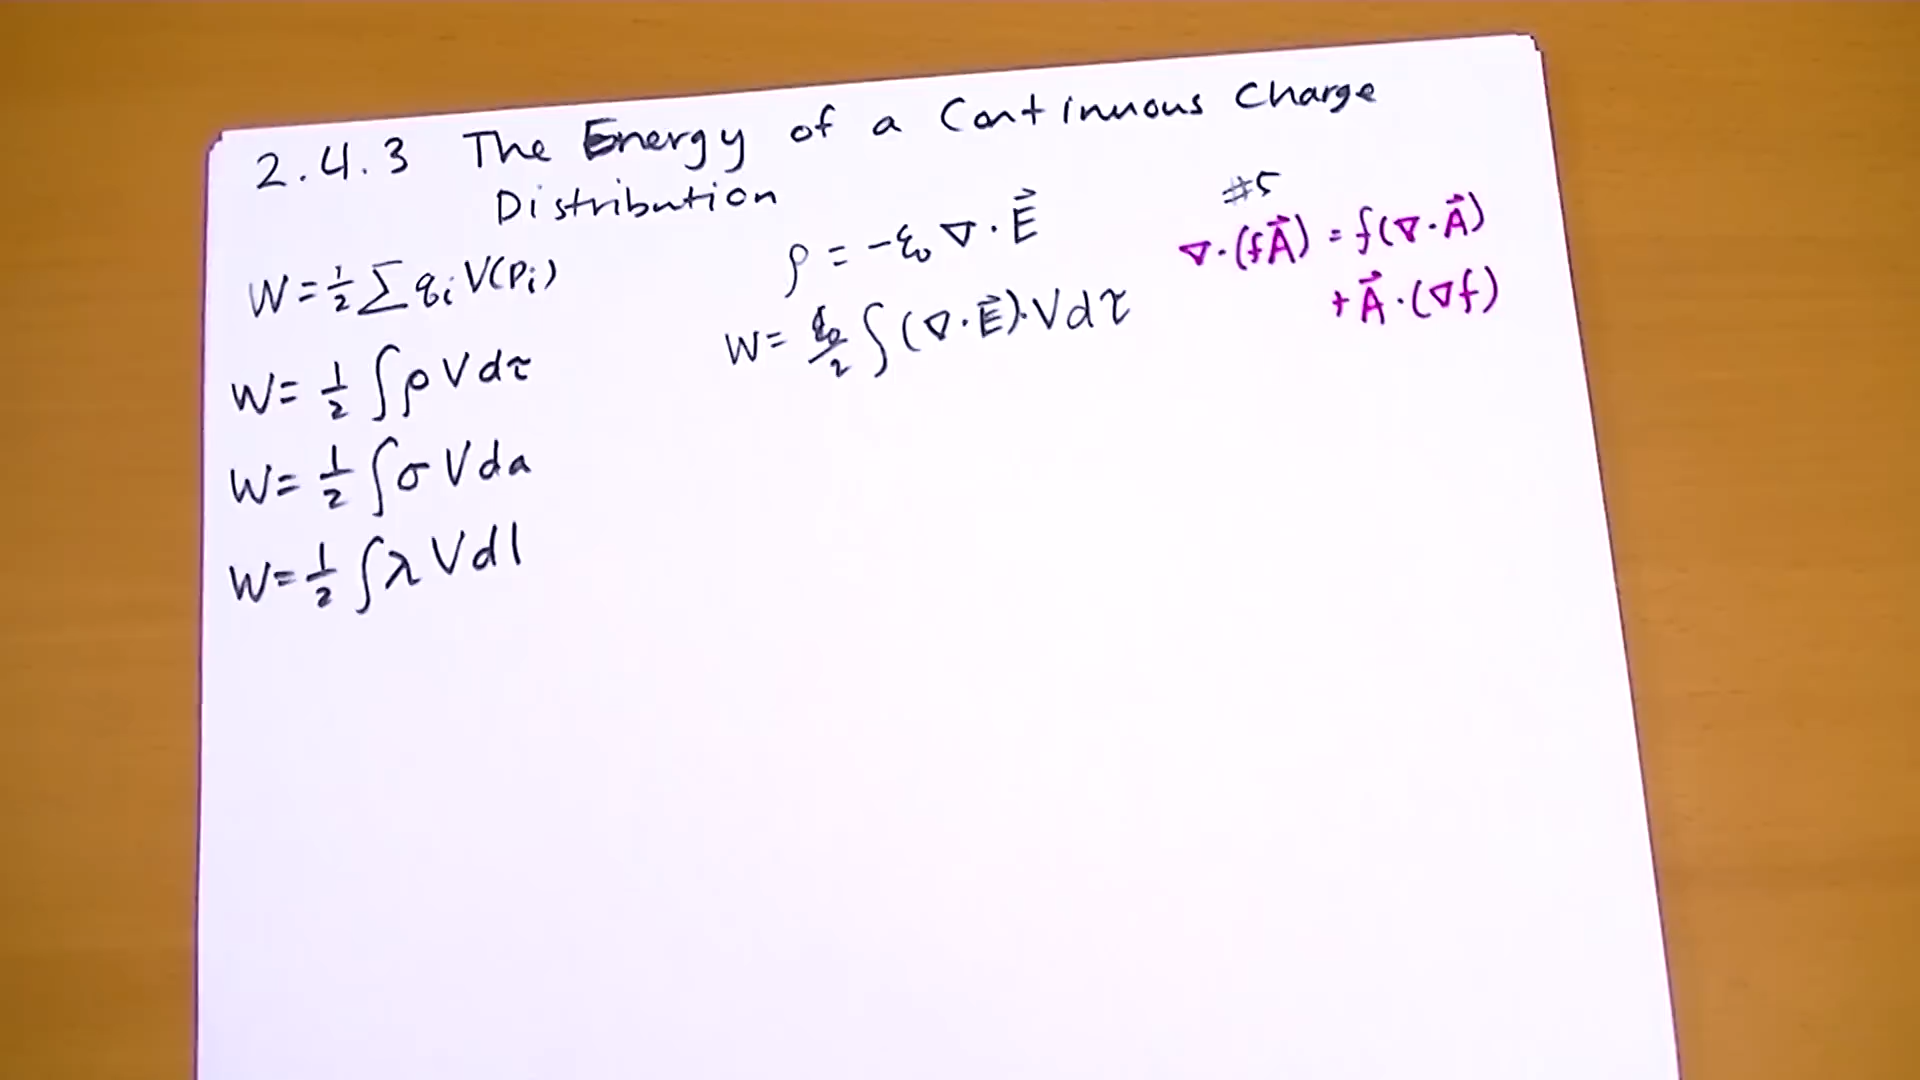 2.4.3 The Energy of a Continuous Charge
Distribution
W = 1/2 ∑ qᵢ V(Pᵢ)
W = 1/2 ∫ρ V dτ
W = 1/2 ∫σ V da
W = 1/2 ∫λ V dl
ρ = -ε₀ ∇ · E⃗
W = ε₀/2 ∫(∇ · E⃗)· V dτ
#5
∇ · (fA⃗) = f(∇ · A⃗)
+ A⃗ · (∇f)